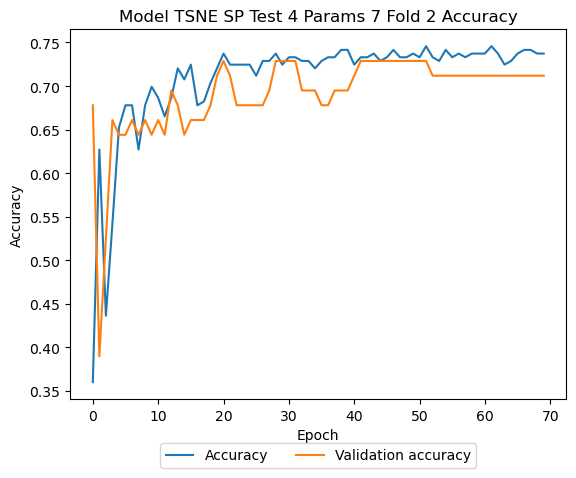 Model TSNE SP Test 4 Params 7 Fold 2 Accuracy
0.75
0.70
0.65
0.60
0.55
0.50
0.45
0.40
0.35
Accuracy
0 10 20 30 40 50 60 70
Epoch
Accuracy Validation accuracy